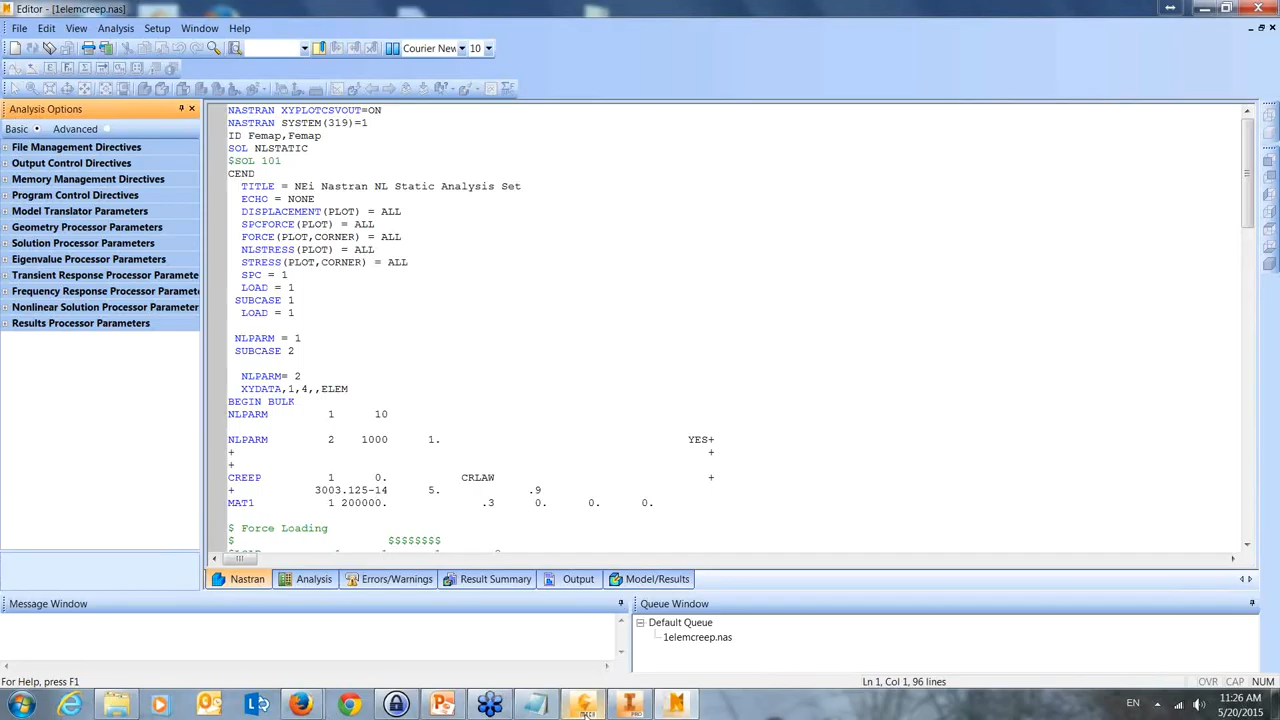 Editor - [1elemcreep.nas]
File Edit View Analysis Setup Window Help
Courier New 10
Analysis Options
Basic Advanced
File Management Directives
Output Control Directives
Memory Management Directives
Program Control Directives
Model Translator Parameters
Geometry Processor Parameters
Solution Processor Parameters
Eigenvalue Processor Parameters
Transient Response Processor Paramete
Frequency Response Processor Paramet
Nonlinear Solution Processor Parameter
Results Processor Parameters
NASTRAN XYPLOTCSVOUT=ON
NASTRAN SYSTEM(319)=1
ID Femap,Femap
SOL NLSTATIC
$SOL 101
CEND
TITLE = NEi Nastran NL Static Analysis Set
ECHO = NONE
DISPLACEMENT(PLOT) = ALL
SPCFORCE(PLOT) = ALL
FORCE(PLOT,CORNER) = ALL
NLSTRESS(PLOT) = ALL
STRESS(PLOT,CORNER) = ALL
SPC = 1
LOAD = 1
SUBCASE 1
LOAD = 1
NLPARM = 1
SUBCASE 2
NLPARM= 2
XYDATA,1,4,,ELEM
BEGIN BULK
NLPARM 1 10
NLPARM 2 1000 1. YES+
+ +
+
CREEP 1 0. CRLAW +
+ 3003.125-14 5. .9
MAT1 1 200000. .3 0. 0. 0.
$ Force Loading
$ $$$$$$$$
Nastran Analysis Errors/Warnings Result Summary Output Model/Results
Message Window
Queue Window
Default Queue
1elemcreep.nas
For Help, press F1
Ln 1, Col 1, 96 lines
OVR CAP NUM
EN
11:26 AM
5/20/2015